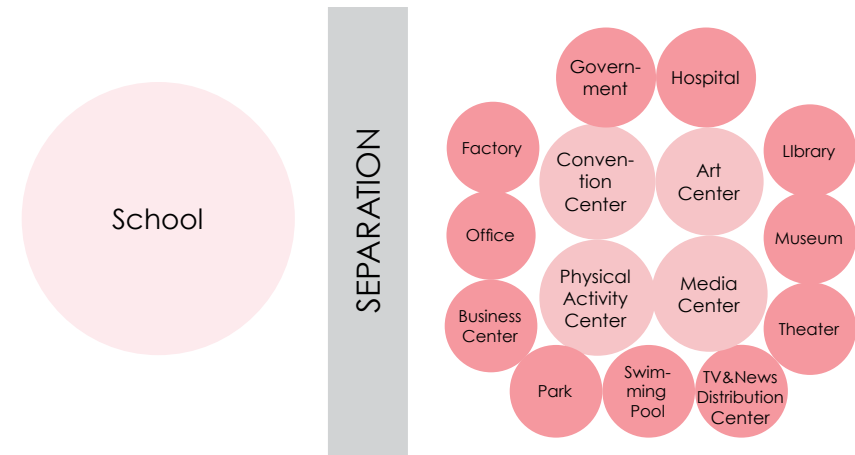 School
SEPARATION
Govern-
ment
Hospital
Factory
Conven-
tion
Center
Art
Center
LIbrary
Office
Museum
Physical
Activity
Center
Media
Center
Business
Center
Theater
Park
Swim-
ming
Pool
TV&News
Distribution
Center